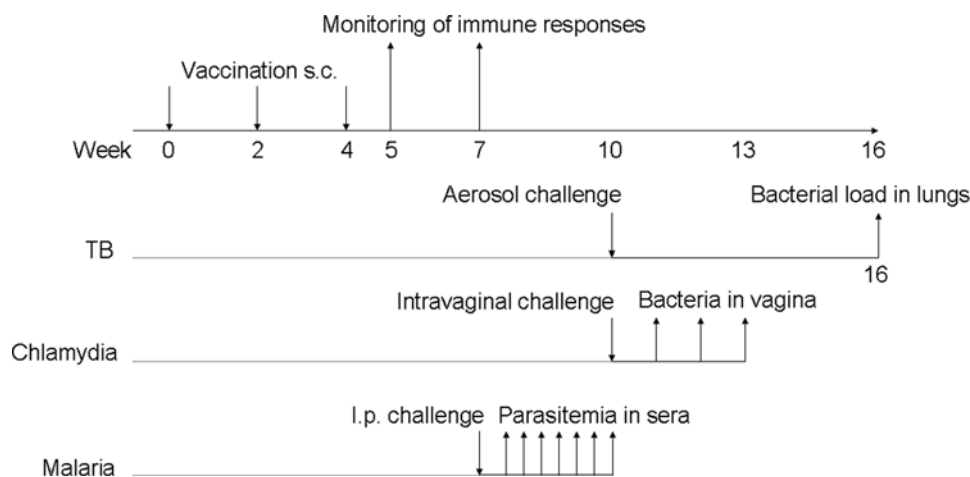 Monitoring of immune responses
Vaccination s.c.
Week 0 2 4 5 7 10 13 16
Aerosol challenge Bacterial load in lungs
TB
16
Intravaginal challenge Bacteria in vagina
Chlamydia
I.p. challenge Parasitemia in sera
Malaria